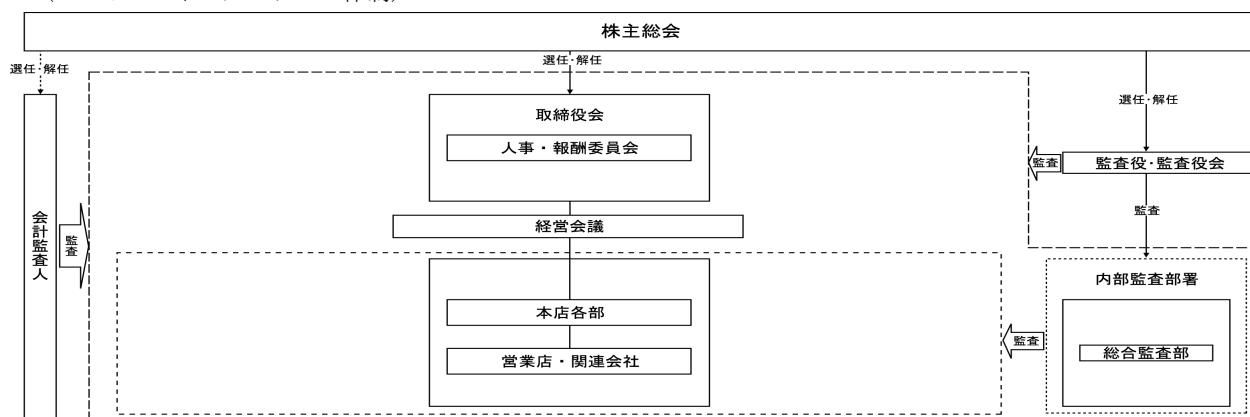 株主総会
選任・解任
選任・解任
選任・解任
取締役会
人事・報酬委員会
監査
監査役・監査役会
監査
経営会議
会計監査人
監査
内部監査部署
本店各部
監査
総合監査部
営業店・関連会社